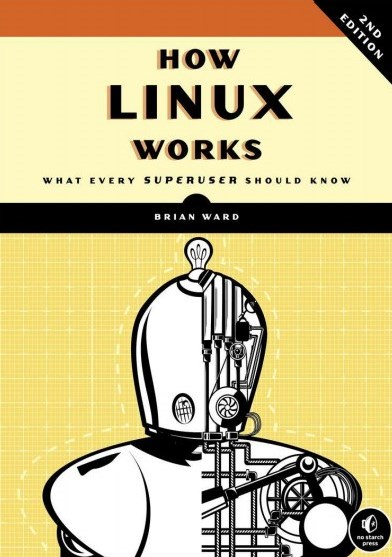 2ND
EDITION
HOW
LINUX
WORKS
WHAT EVERY SUPERUSER SHOULD KNOW
BRIAN WARD
no starch
press